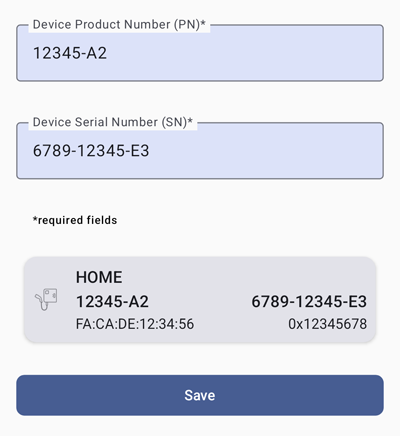 Device Product Number (PN)*
12345-A2
Device Serial Number (SN)*
6789-12345-E3
*required fields
HOME
12345-A2 6789-12345-E3
FA:CA:DE:12:34:56 0x12345678
Save